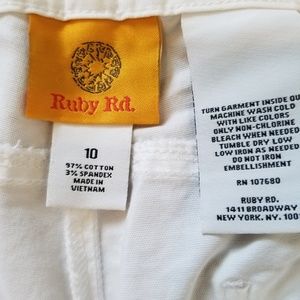 Ruby Rd.
10
97% COTTON
3% SPANDEX
MADE IN
VIETNAM
TURN GARMENT INSIDE
MACHINE WASH COLD
WITH LIKE COLORS
ONLY NON-CHLORINE
BLEACH WHEN NEEDED
TUMBLE DRY LOW
LOW IRON AS NEEDED
DO NOT IRON
EMBELLISHMENT
RN 107680
RUBY RD.
1411 BROADWAY
NEW YORK, NY. 100